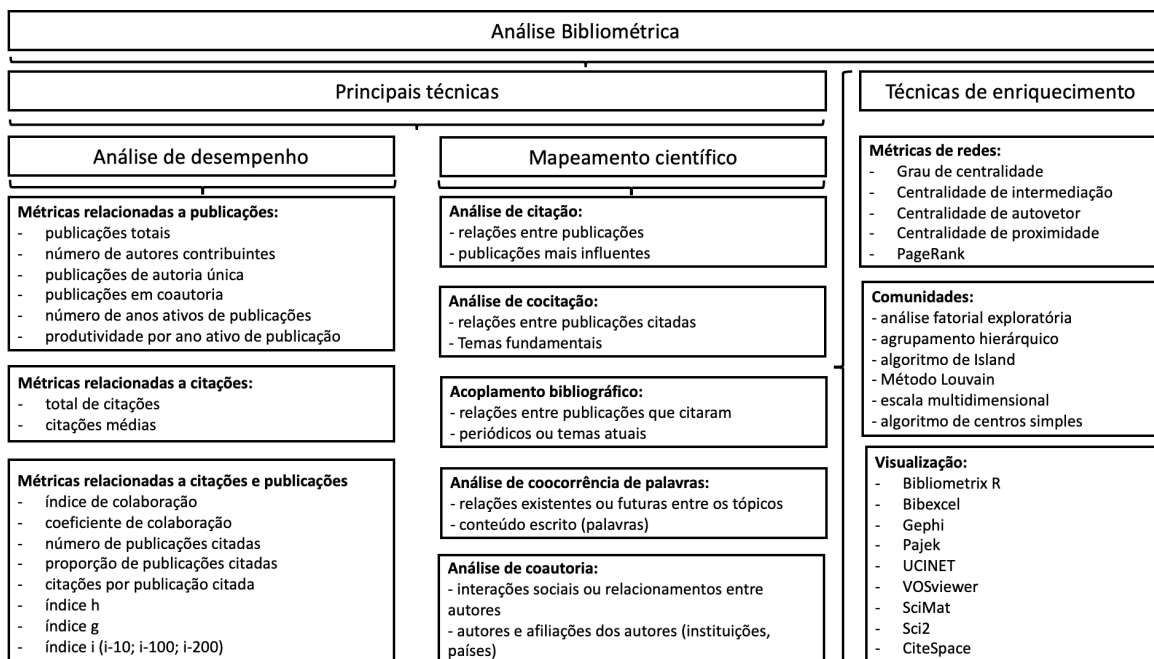 Análise Bibliométrica
Principais técnicas
Análise de desempenho
Métricas relacionadas a publicações:
- publicações totais
- número de autores contribuintes
- publicações de autoria única
- publicações em coautoria
- número de anos ativos de publicações
- produtividade por ano ativo de publicação
Métricas relacionadas a citações:
- total de citações
- citações médias
Métricas relacionadas a citações e publicações
- índice de colaboração
- coeficiente de colaboração
- número de publicações citadas
- proporção de publicações citadas
- citações por publicação citada
- índice h
- índice g
- índice i (i-10; i-100; i-200)
Mapeamento científico
Análise de citação:
- relações entre publicações
- publicações mais influentes
Análise de cocitação:
- relações entre publicações citadas
- Temas fundamentais
Acoplamento bibliográfico:
- relações entre publicações que citaram
- periódicos ou temas atuais
Análise de coocorrência de palavras:
- relações existentes ou futuras entre os tópicos
- conteúdo escrito (palavras)
Análise de coautoria:
- interações sociais ou relacionamentos entre
autores
- autores e afiliações dos autores (instituições,
países)
Técnicas de enriquecimento
Métricas de redes:
- Grau de centralidade
- Centralidade de intermediação
- Centralidade de autovetor
- Centralidade de proximidade
- PageRank
Comunidades:
- análise fatorial exploratória
- agrupamento hierárquico
- algoritmo de Island
- Método Louvain
- escala multidimensional
- algoritmo de centros simples
Visualização:
- Bibliometrix R
- Bibexcel
- Gephi
- Pajek
- UCINET
- VOSviewer
- SciMat
- Sci2
- CiteSpace